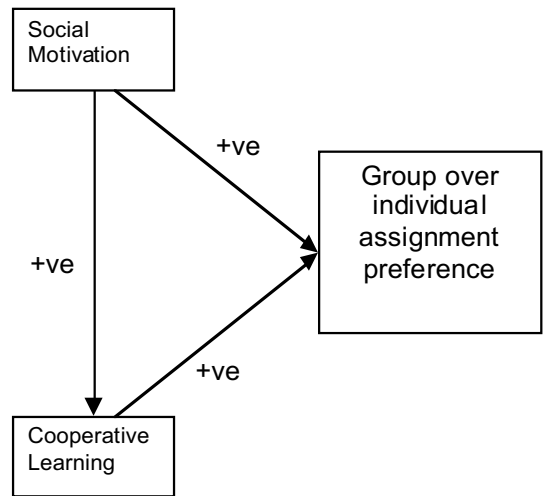 Social
Motivation
+ve
Group over
individual
assignment
preference
+ve
+ve
Cooperative
Learning